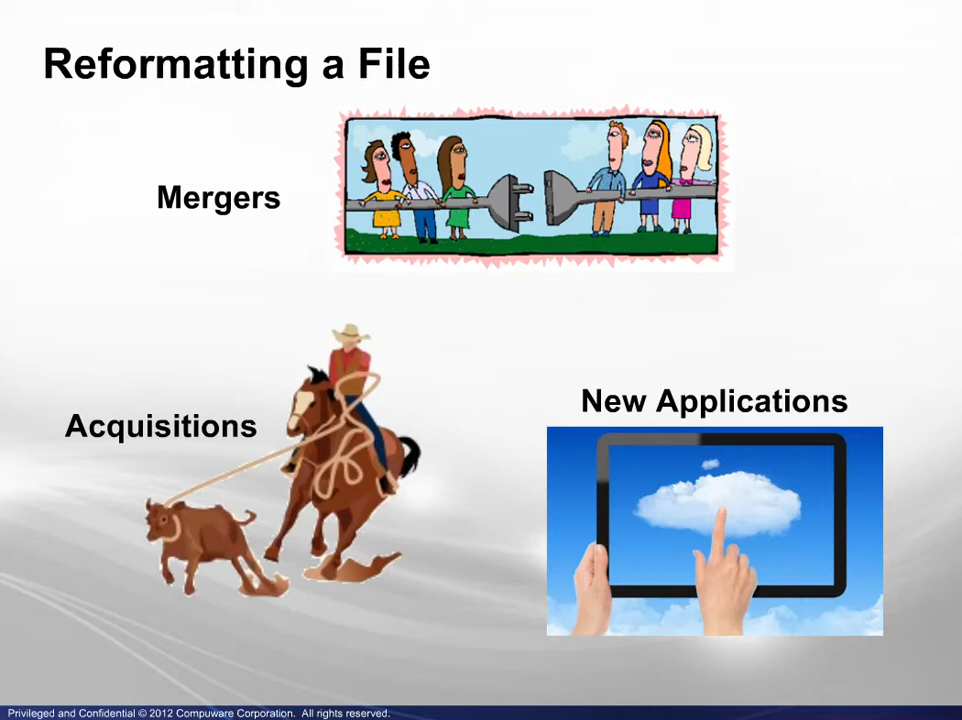 Reformatting a File
Mergers
Acquisitions
New Applications
Privileged and Confidential © 2012 Compuware Corporation. All rights reserved.